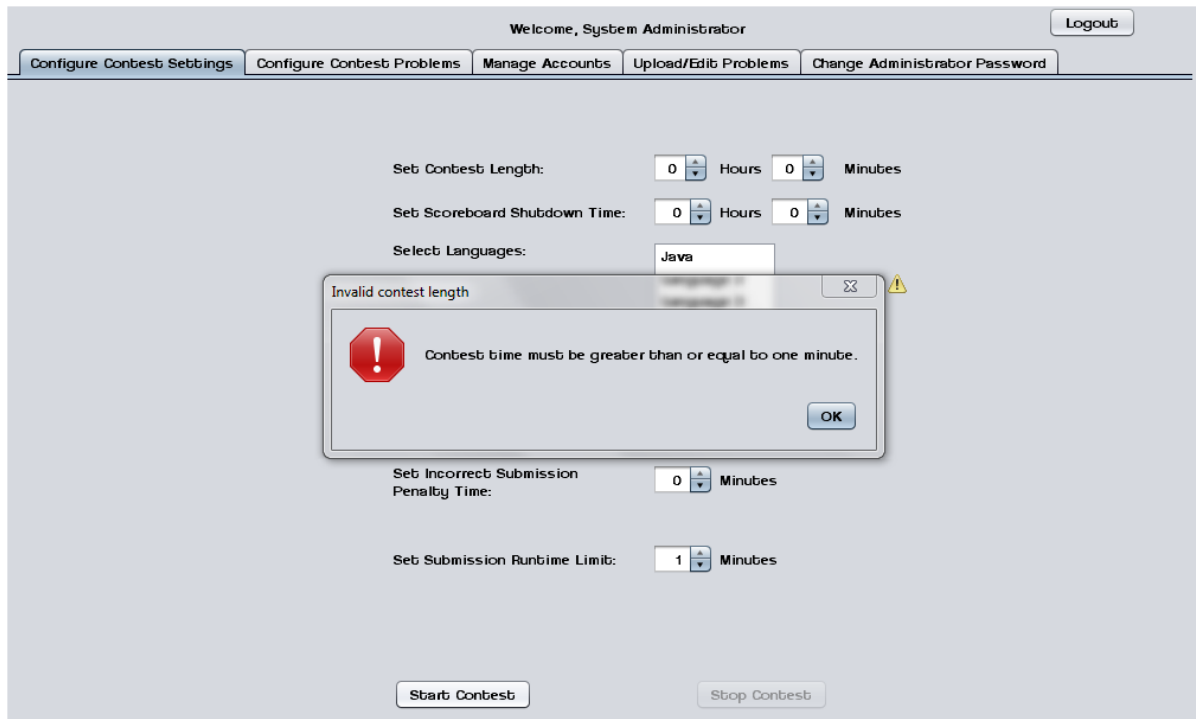 Welcome, System Administrator
Logout
Configure Contest Settings Configure Contest Problems Manage Accounts Upload/Edit Problems Change Administrator Password
Set Contest Length: 0 Hours 0 Minutes
Set Scoreboard Shutdown Time: 0 Hours 0 Minutes
Select Languages: Java
Invalid contest length
Contest time must be greater than or equal to one minute.
OK
Set Incorrect Submission
Penalty Time: 0 Minutes
Set Submission Runtime Limit: 1 Minutes
Start Contest Stop Contest